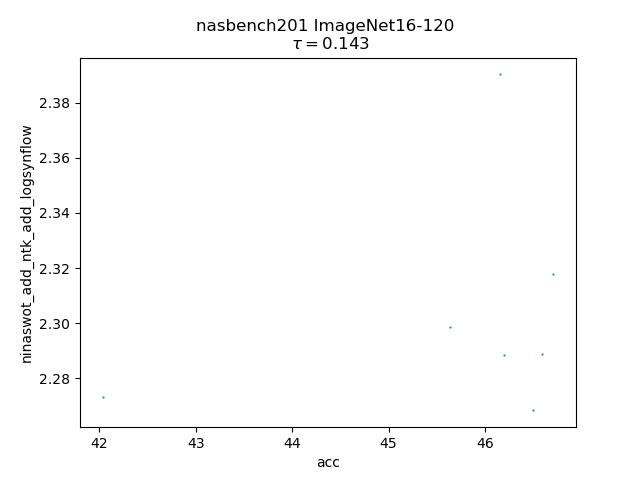 nasbench201 ImageNet16-120
τ = 0.143
2.38
2.36
2.34
2.32
2.30
2.28
ninaswot_add_ntk_add_logsynflow
42 43 44 45 46
acc